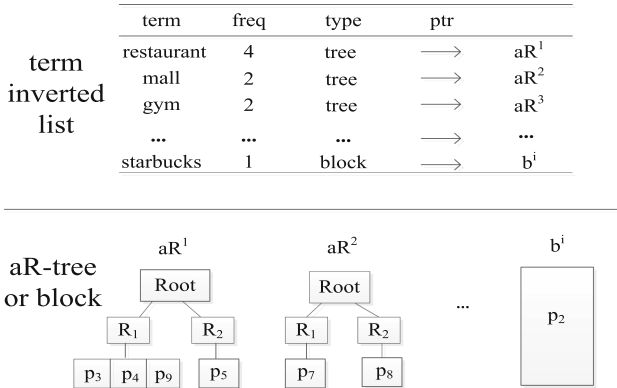 term freq type ptr
restaurant 4 tree → aR¹
mall 2 tree → aR²
gym 2 tree → aR³
... ... ... → ...
starbucks 1 block → bⁱ
term inverted list
aR¹ aR² bⁱ
aR-tree or block
Root Root ... p₂
R₁ R₂ R₁ R₂
p₃ p₄ p₉ p₅ p₇ p₈